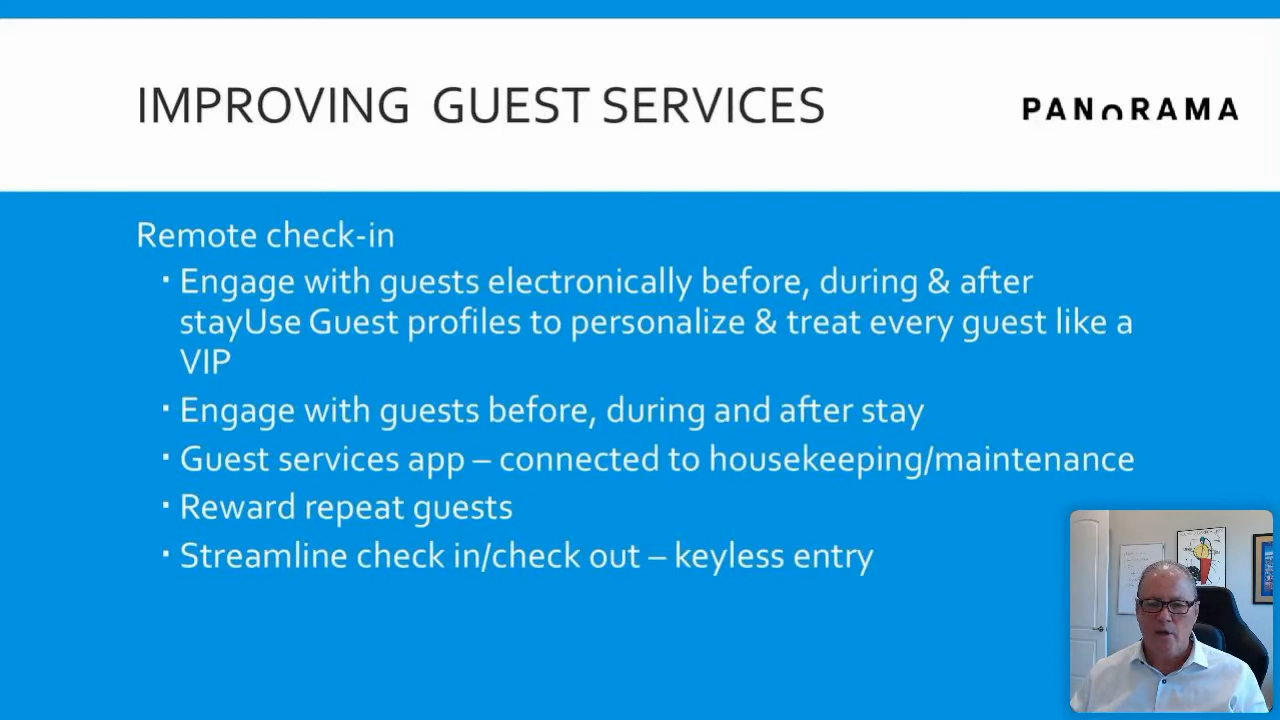 IMPROVING GUEST SERVICES
PANORAMA
Remote check-in
▪ Engage with guests electronically before, during & after
stayUse Guest profiles to personalize & treat every guest like a
VIP
▪ Engage with guests before, during and after stay
▪ Guest services app – connected to housekeeping/maintenance
▪ Reward repeat guests
▪ Streamline check in/check out – keyless entry